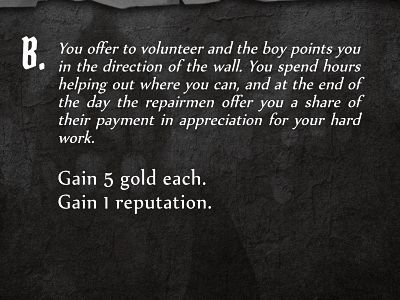 B. You offer to volunteer and the boy points you
in the direction of the wall. You spend hours
helping out where you can, and at the end of
the day the repairmen offer you a share of
their payment in appreciation for your hard
work.
Gain 5 gold each.
Gain 1 reputation.